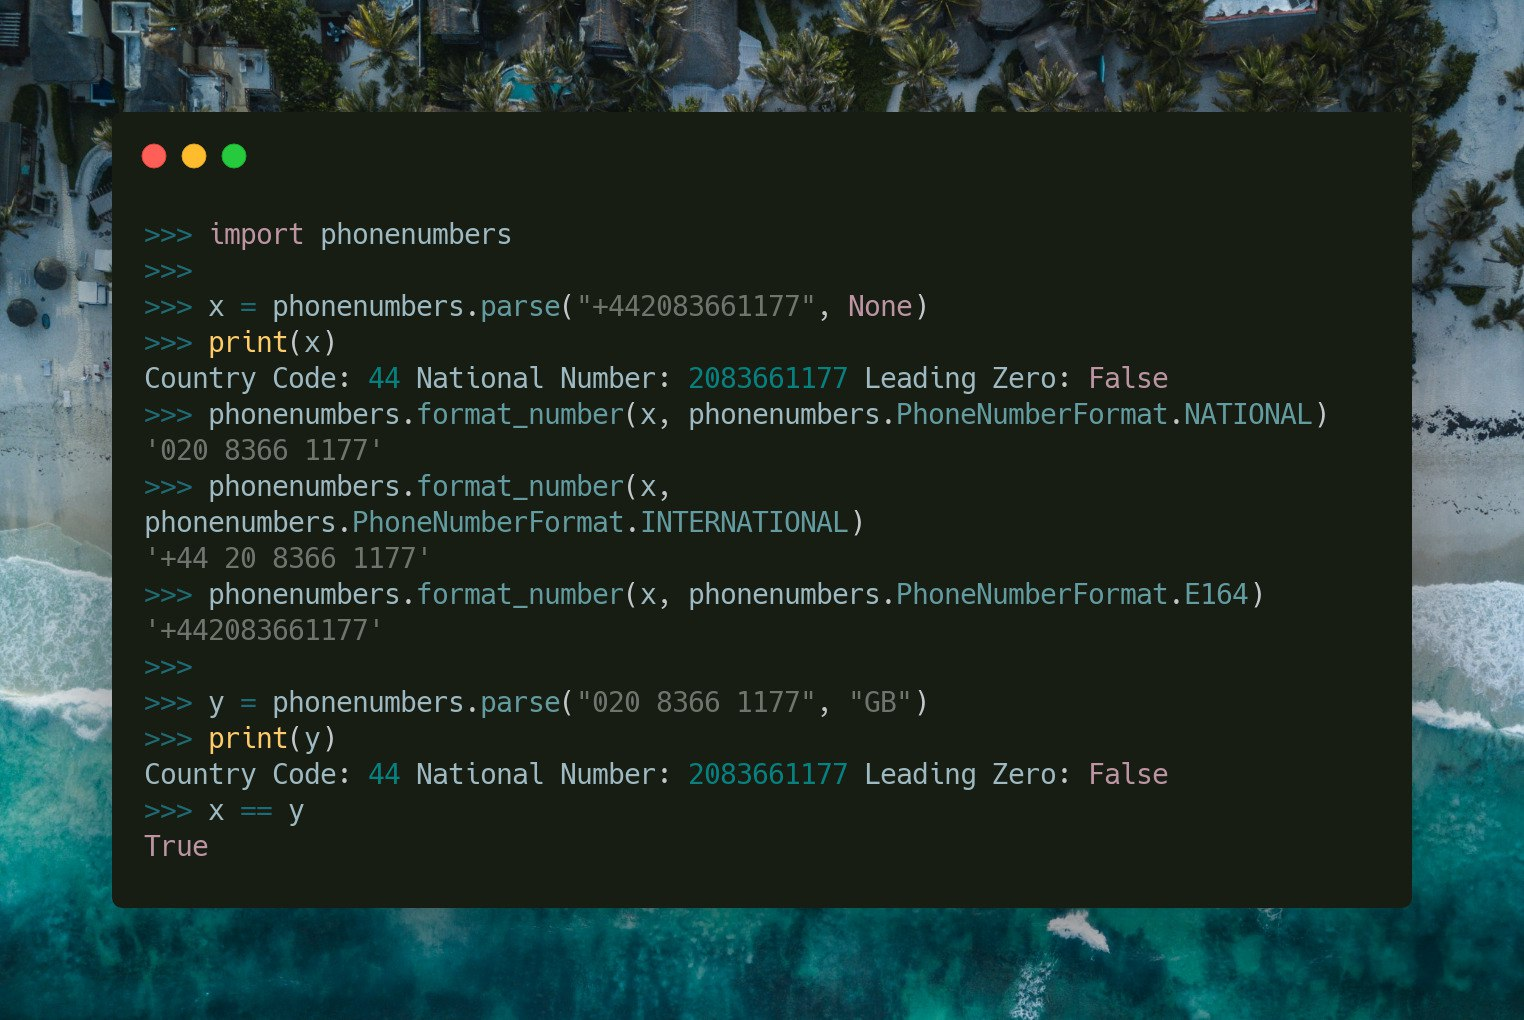 >>> import phonenumbers
>>>
>>> x = phonenumbers.parse("+442083661177", None)
>>> print(x)
Country Code: 44 National Number: 2083661177 Leading Zero: False
>>> phonenumbers.format_number(x, phonenumbers.PhoneNumberFormat.NATIONAL)
'020 8366 1177'
>>> phonenumbers.format_number(x,
phonenumbers.PhoneNumberFormat.INTERNATIONAL)
'+44 20 8366 1177'
>>> phonenumbers.format_number(x, phonenumbers.PhoneNumberFormat.E164)
'+442083661177'
>>>
>>> y = phonenumbers.parse("020 8366 1177", "GB")
>>> print(y)
Country Code: 44 National Number: 2083661177 Leading Zero: False
>>> x == y
True